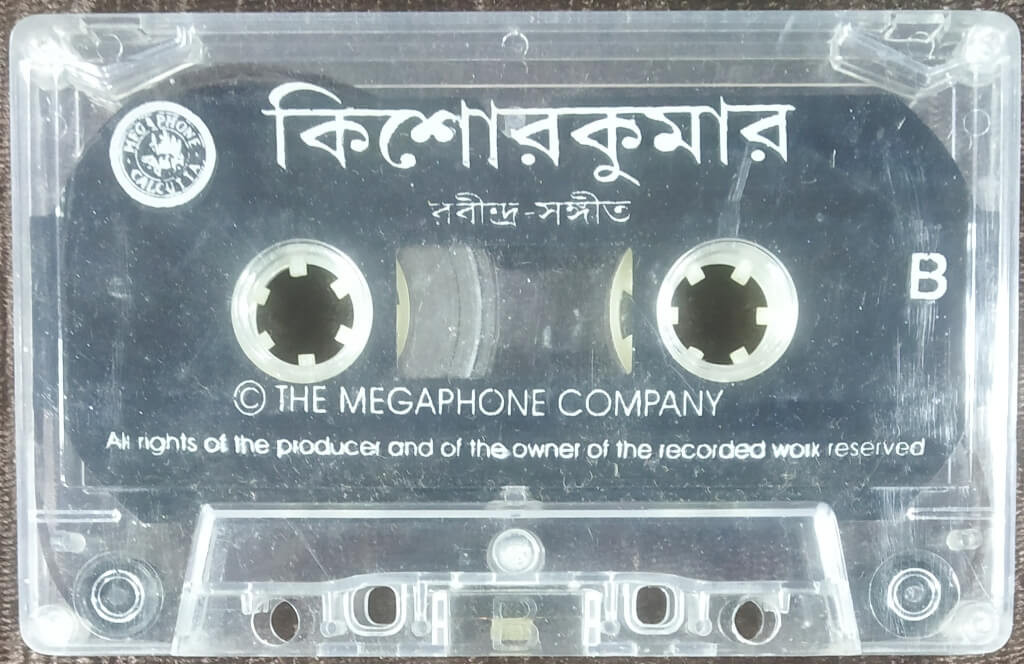 কিশোরকুমার
MEGAPHONE
CALCUTTA
রবীন্দ্র-সঙ্গীত
B
© THE MEGAPHONE COMPANY
All rights of the producer and of the owner of the recorded work reserved
B